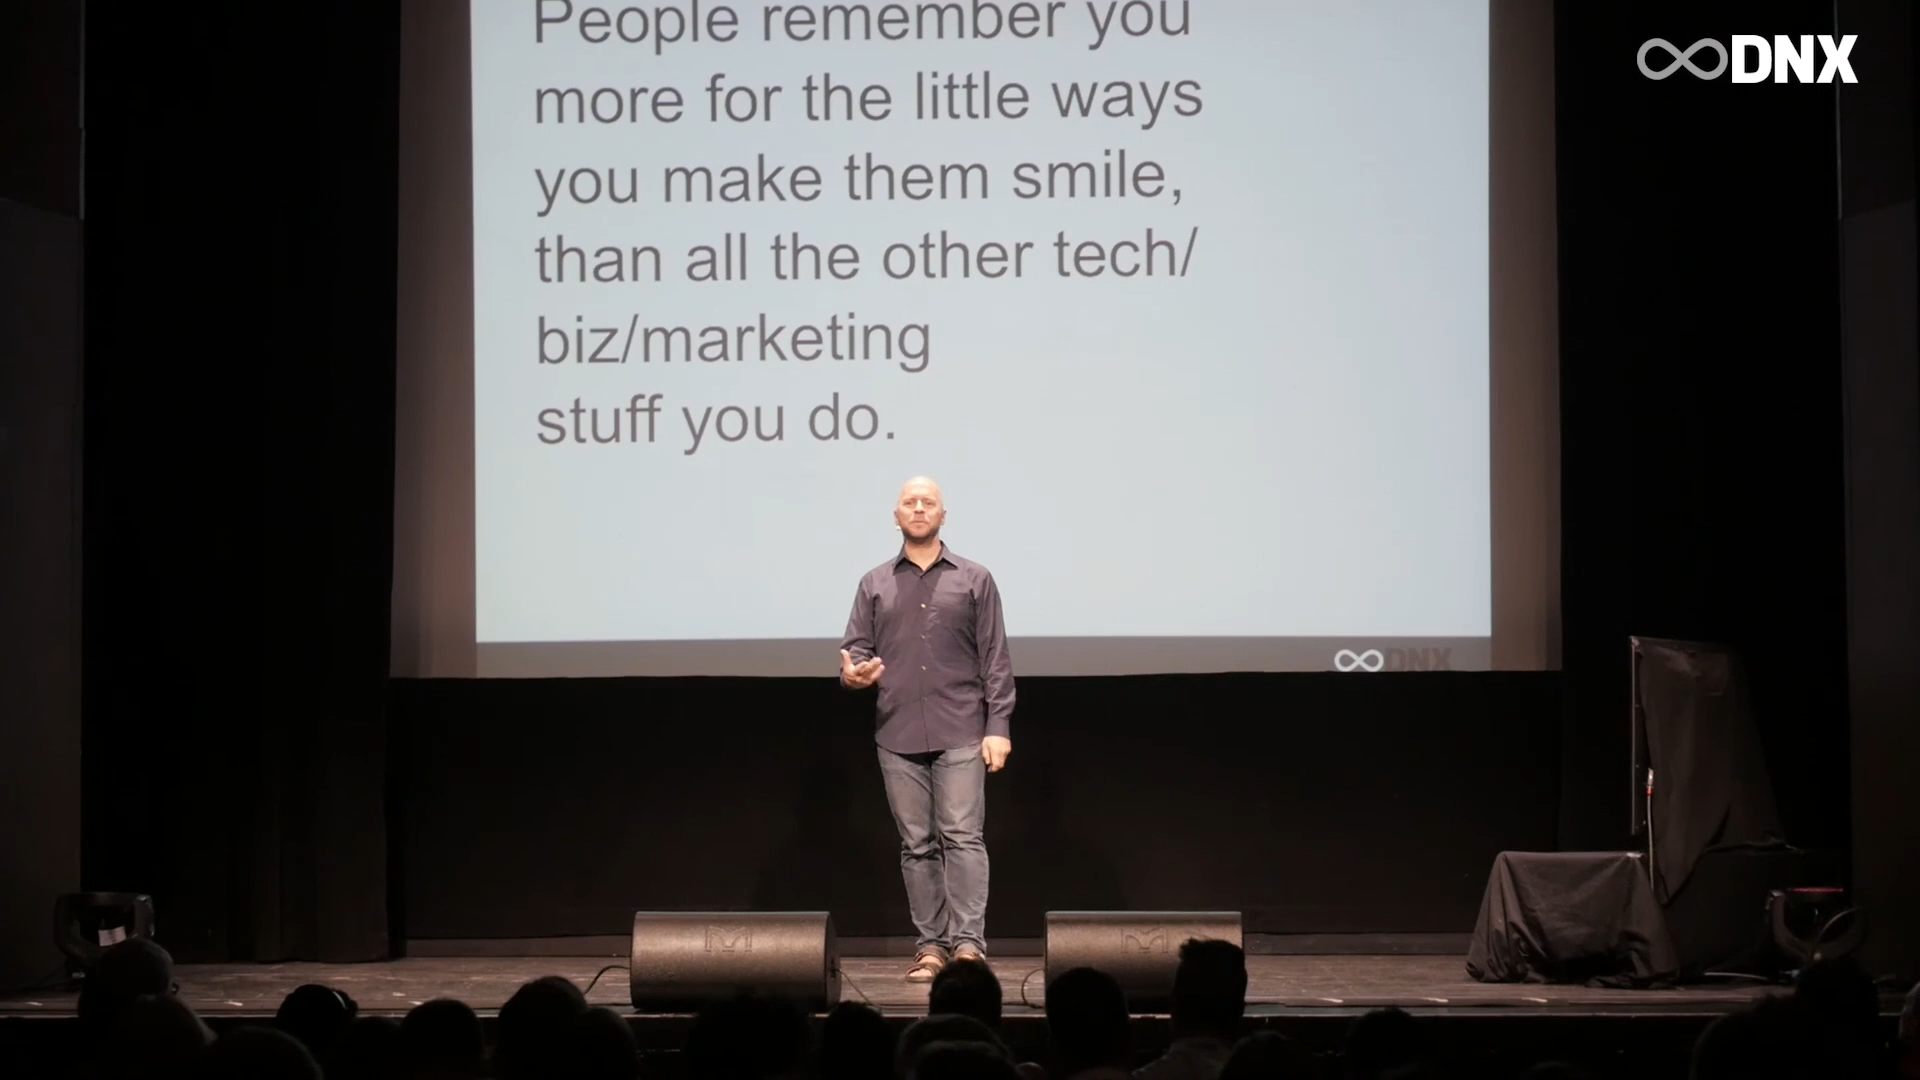 DNX
People remember you
more for the little ways
you make them smile,
than all the other tech/
biz/marketing
stuff you do.
DNX